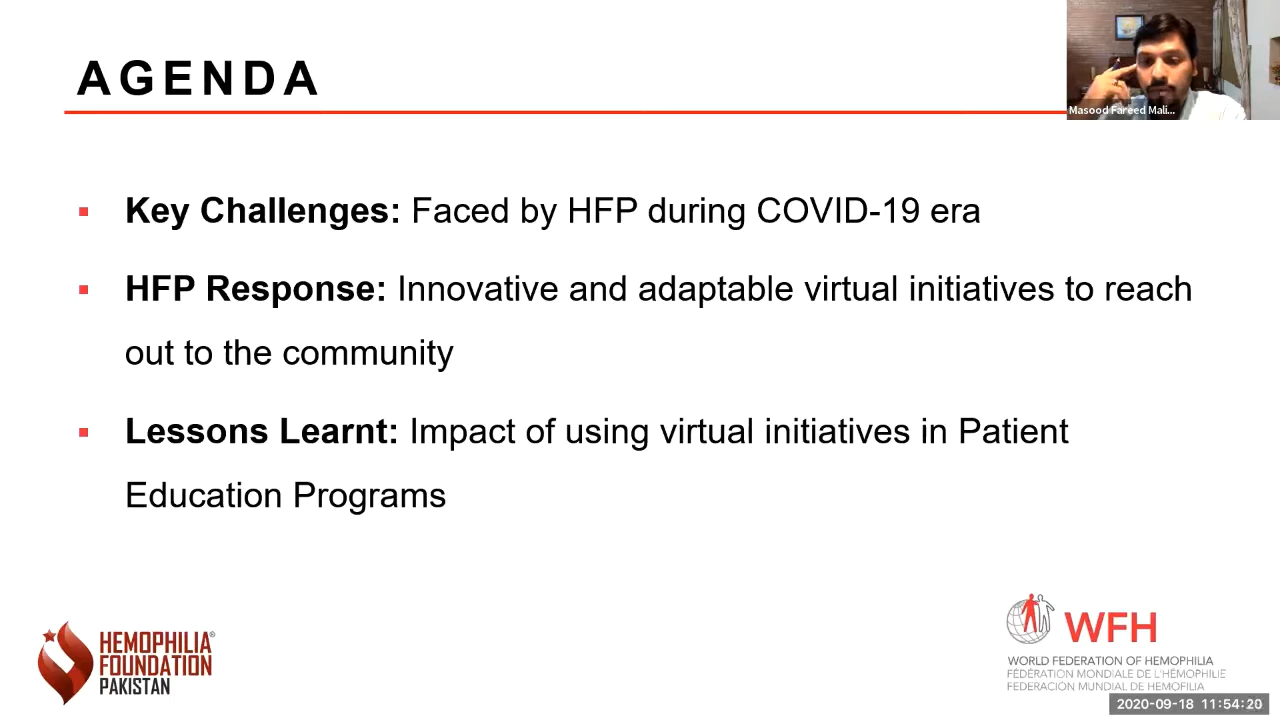 AGENDA
Masood Fareed Mali...
Key Challenges: Faced by HFP during COVID-19 era
HFP Response: Innovative and adaptable virtual initiatives to reach
out to the community
Lessons Learnt: Impact of using virtual initiatives in Patient
Education Programs
HEMOPHILIA®
FOUNDATION
PAKISTAN
WFH
WORLD FEDERATION OF HEMOPHILIA
FÉDÉRATION MONDIALE DE L'HÉMOPHILIE
FEDERACIÓN MUNDIAL DE HEMOFILIA
2020-09-18 11:54:20